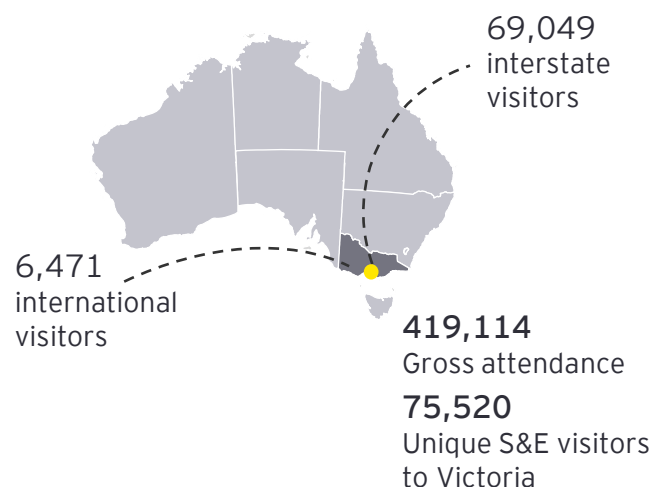 69,049
interstate
visitors
6,471
international
visitors
419,114
Gross attendance
75,520
Unique S&E visitors
to Victoria